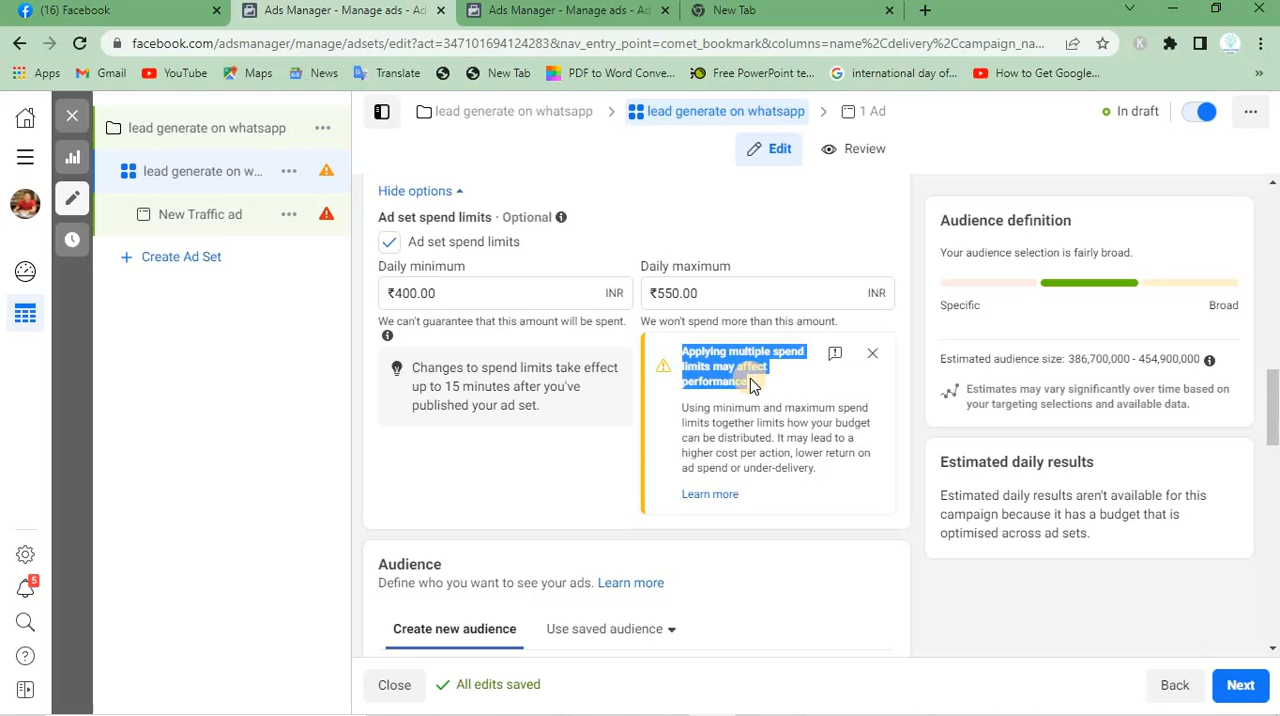 (16) Facebook
Ads Manager - Manage ads - Ad
Ads Manager - Manage ads - Ad
New Tab
facebook.com/adsmanager/manage/adsets/edit?act=347101694124283&nav_entry_point=comet_bookmark&columns=name%2Cdelivery%2Ccampaign_na...
Apps
Gmail
YouTube
Maps
News
Translate
New Tab
PDF to Word Conve...
Free PowerPoint te...
international day of...
How to Get Google...
lead generate on whatsapp
lead generate on w...
New Traffic ad
Create Ad Set
lead generate on whatsapp
lead generate on whatsapp
1 Ad
In draft
Edit
Review
Hide options
Ad set spend limits · Optional
Ad set spend limits
Daily minimum
₹400.00 INR
We can't guarantee that this amount will be spent.
Changes to spend limits take effect
up to 15 minutes after you've
published your ad set.
Daily maximum
₹550.00 INR
We won't spend more than this amount.
Applying multiple spend
limits may affect
performance
Using minimum and maximum spend
limits together limits how your budget
can be distributed. It may lead to a
higher cost per action, lower return on
ad spend or under-delivery.
Learn more
Audience
Define who you want to see your ads. Learn more
Create new audience
Use saved audience
Audience definition
Your audience selection is fairly broad.
Specific
Broad
Estimated audience size: 386,700,000 - 454,900,000
Estimates may vary significantly over time based on
your targeting selections and available data.
Estimated daily results
Estimated daily results aren't available for this
campaign because it has a budget that is
optimised across ad sets.
5
Close
All edits saved
Back
Next